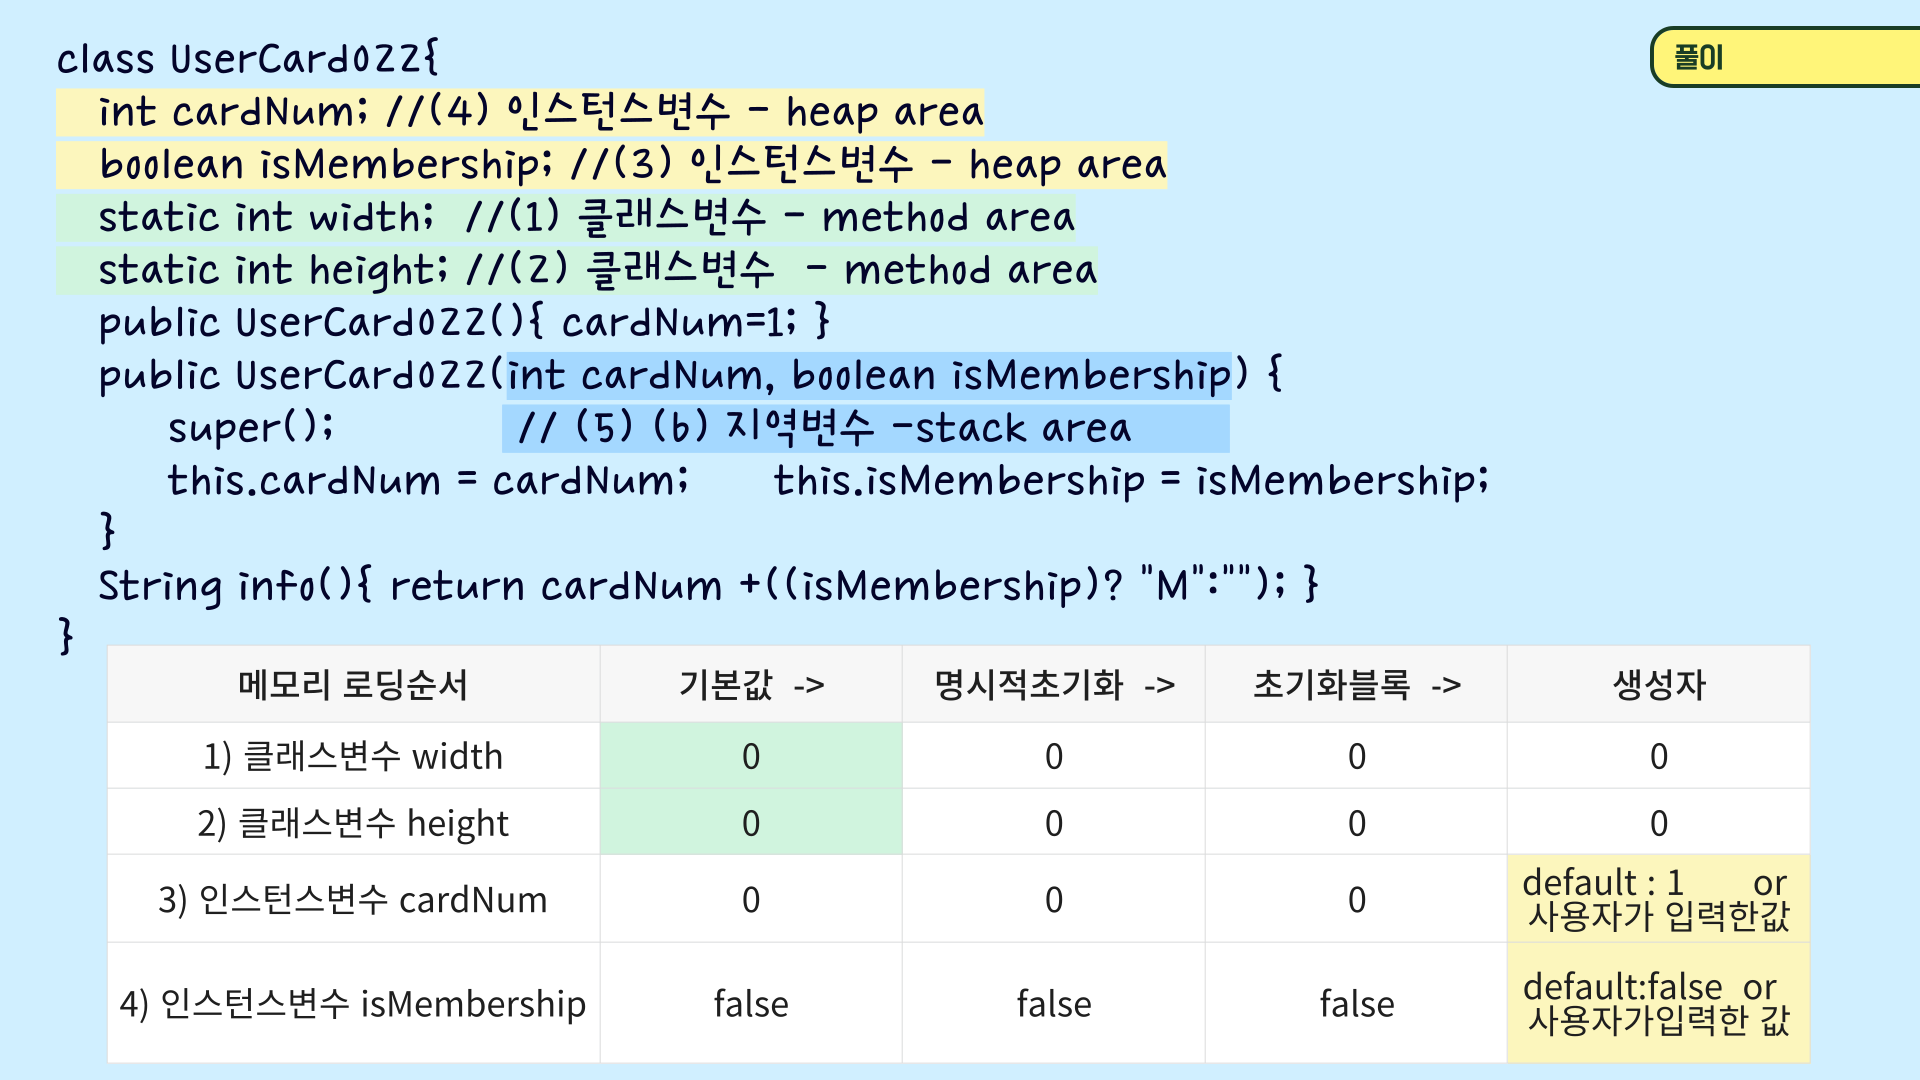 class UserCard022{
풀이
int cardNum; //(4) 인스턴스변수 - heap area
boolean isMembership; //(3) 인스턴스변수 - heap area
static int width;  //(1) 클래스변수 - method area
static int height; //(2) 클래스변수  - method area
public UserCard022(){ cardNum=1; }
public UserCard022(int cardNum, boolean isMembership) {
super();  // (5) (6) 지역변수 -stack area
this.cardNum = cardNum;  this.isMembership = isMembership;
}
String info(){ return cardNum +((isMembership)? "M":""); }
}
메모리 로딩순서 기본값 -> 명시적초기화 -> 초기화블록 -> 생성자
1) 클래스변수 width 0 0 0 0
2) 클래스변수 height 0 0 0 0
3) 인스턴스변수 cardNum 0 0 0 default : 1 or
사용자가 입력한값
4) 인스턴스변수 isMembership false false false default:false or
사용자가입력한 값